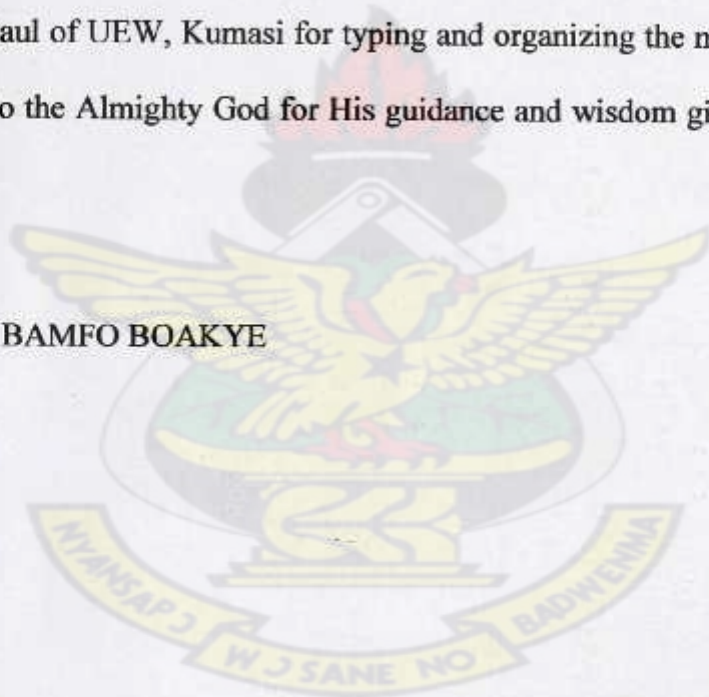 aul of UEW, Kumasi for typing and organizing the m
o the Almighty God for His guidance and wisdom gi
BAMFO BOAKYE
NYANSAPƆ WƆSANE NO BADWENMA